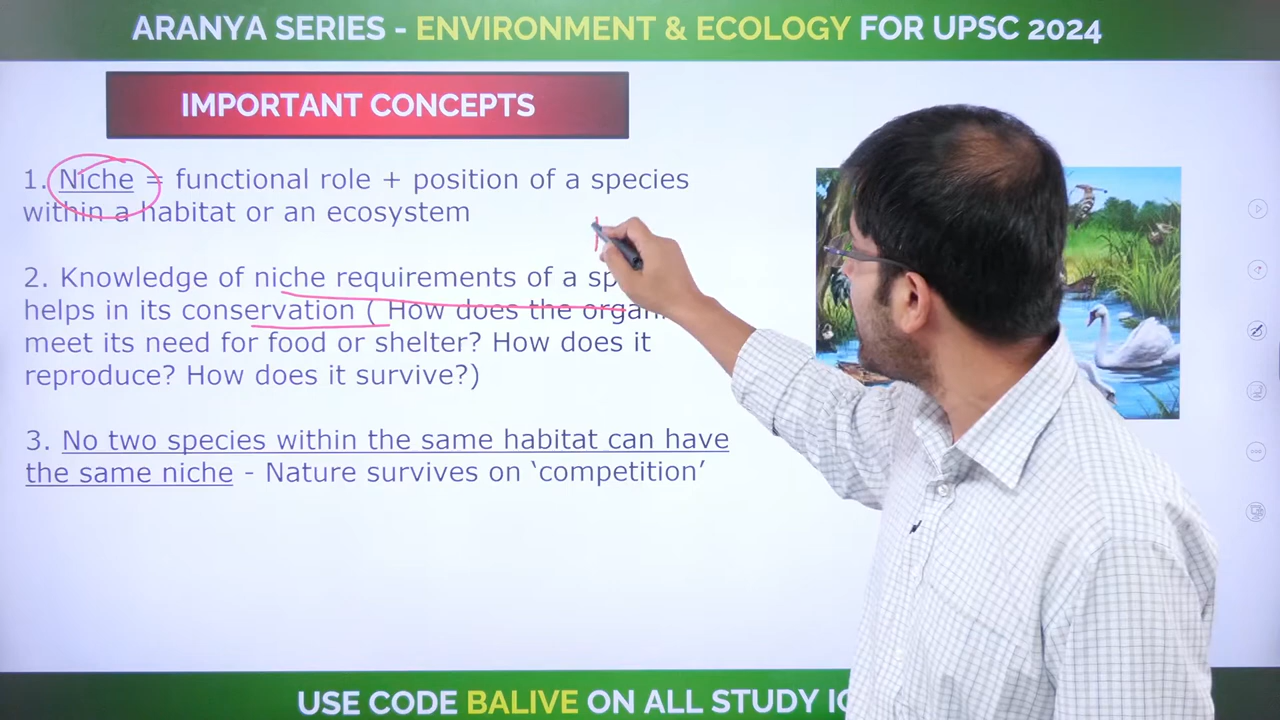 ARANYA SERIES - ENVIRONMENT & ECOLOGY FOR UPSC 2024
IMPORTANT CONCEPTS
1. Niche = functional role + position of a species
within a habitat or an ecosystem
2. Knowledge of niche requirements of a
helps in its conservation ( How does the
meet its need for food or shelter? How does it
reproduce? How does it survive?)
3. No two species within the same habitat can have
the same niche - Nature survives on ‘competition’
USE CODE BALIVE ON ALL STUDY